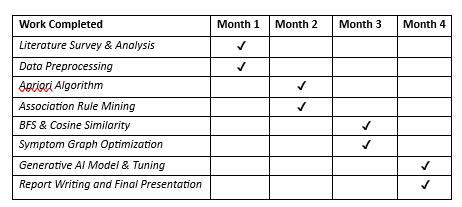 Work Completed Month 1 Month 2 Month 3 Month 4
Literature Survey & Analysis ✓
Data Preprocessing ✓
Apriori Algorithm ✓
Association Rule Mining ✓
BFS & Cosine Similarity ✓
Symptom Graph Optimization ✓
Generative AI Model & Tuning ✓
Report Writing and Final Presentation ✓